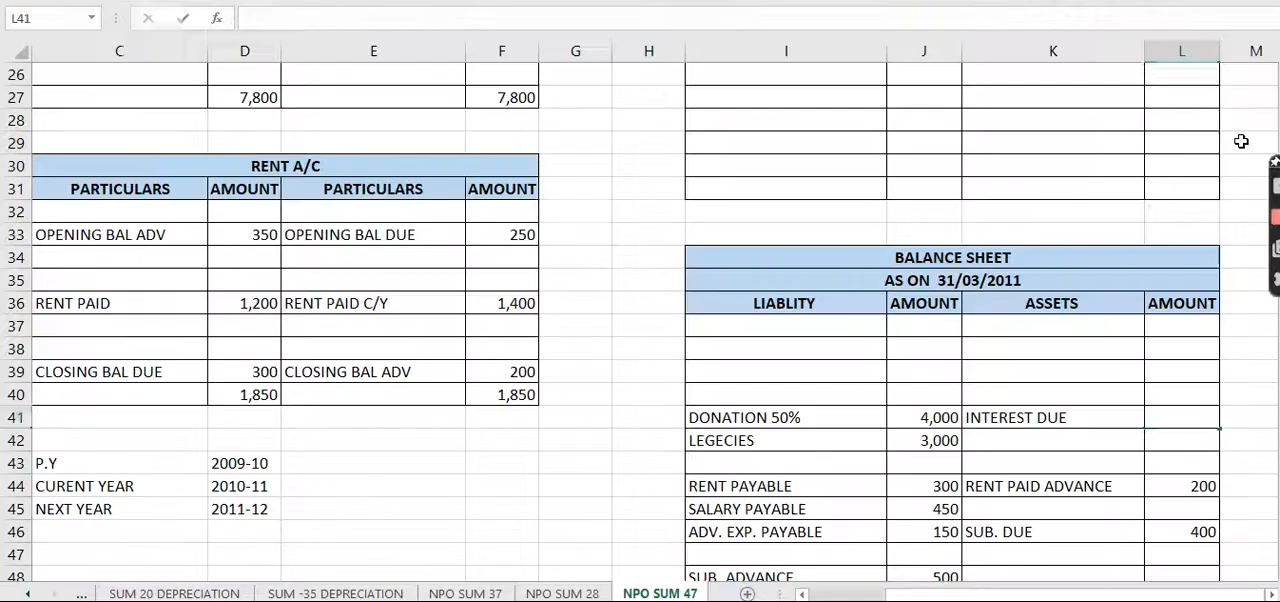 L41
fx
C D E F G H I J K L M
26
27 7,800 7,800
28
29
30 RENT A/C
31 PARTICULARS AMOUNT PARTICULARS AMOUNT
32
33 OPENING BAL ADV 350 OPENING BAL DUE 250
34 BALANCE SHEET
35 AS ON 31/03/2011
36 RENT PAID 1,200 RENT PAID C/Y 1,400 LIABLITY AMOUNT ASSETS AMOUNT
37
38
39 CLOSING BAL DUE 300 CLOSING BAL ADV 200
40 1,850 1,850
41 DONATION 50% 4,000 INTEREST DUE
42 LEGECIES 3,000
43 P.Y 2009-10
44 CURENT YEAR 2010-11 RENT PAYABLE 300 RENT PAID ADVANCE 200
45 NEXT YEAR 2011-12 SALARY PAYABLE 450
46 ADV. EXP. PAYABLE 150 SUB. DUE 400
47
48 SUB. ADVANCE 500
... SUM 20 DEPRECIATION SUM -35 DEPRECIATION NPO SUM 37 NPO SUM 28 NPO SUM 47